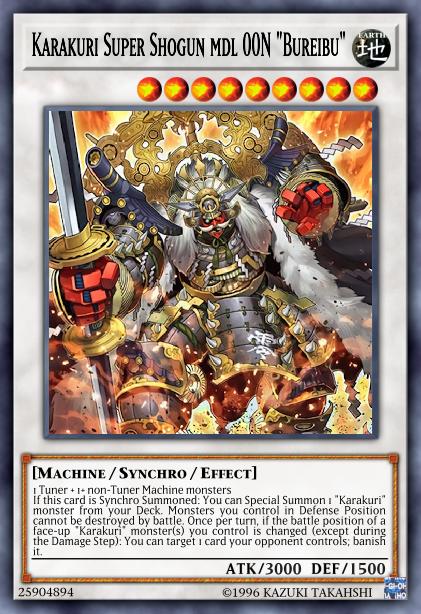 Karakuri Super Shogun mdl 00N "Bureibu"
EARTH
地
[Machine / Synchro / Effect]
1 Tuner + 1+ non-Tuner Machine monsters
If this card is Synchro Summoned: You can Special Summon 1 "Karakuri"
monster from your Deck. Monsters you control in Defense Position
cannot be destroyed by battle. Once per turn, if the battle position of a
face-up "Karakuri" monster(s) you control is changed (except during
the Damage Step): You can target 1 card your opponent controls; banish
it.
ATK/3000 DEF/1500
25904894
©1996 KAZUKI TAKAHSHI